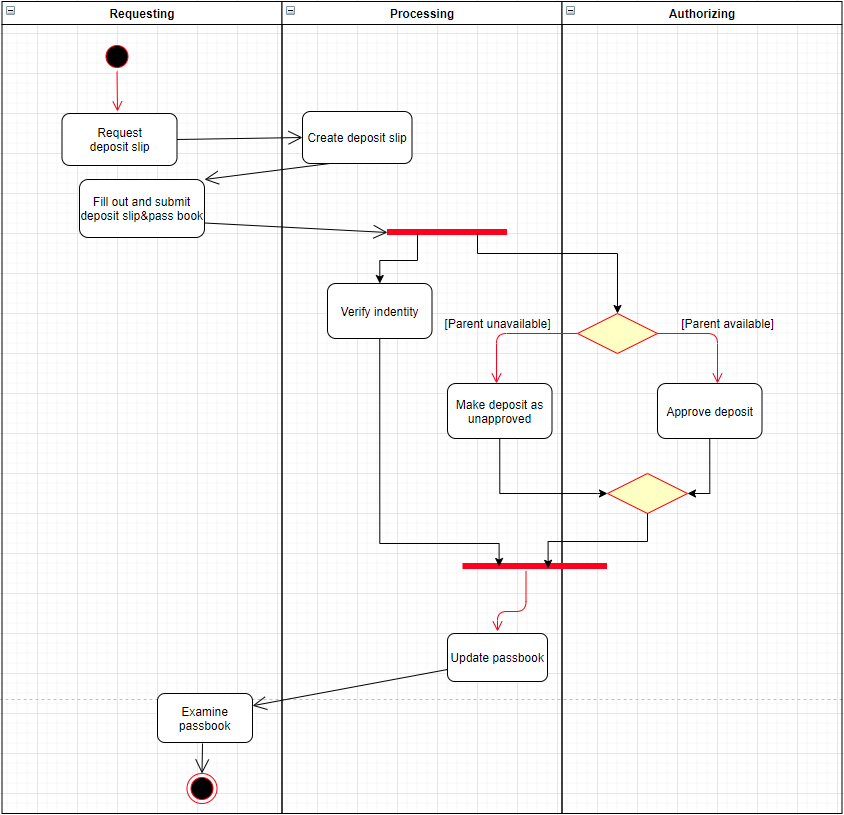 Requesting
Processing
Authorizing
Request
deposit slip
Create deposit slip
Fill out and submit
deposit slip&pass book
Verify indentity
[Parent unavailable]
[Parent available]
Make deposit as
unapproved
Approve deposit
Update passbook
Examine
passbook